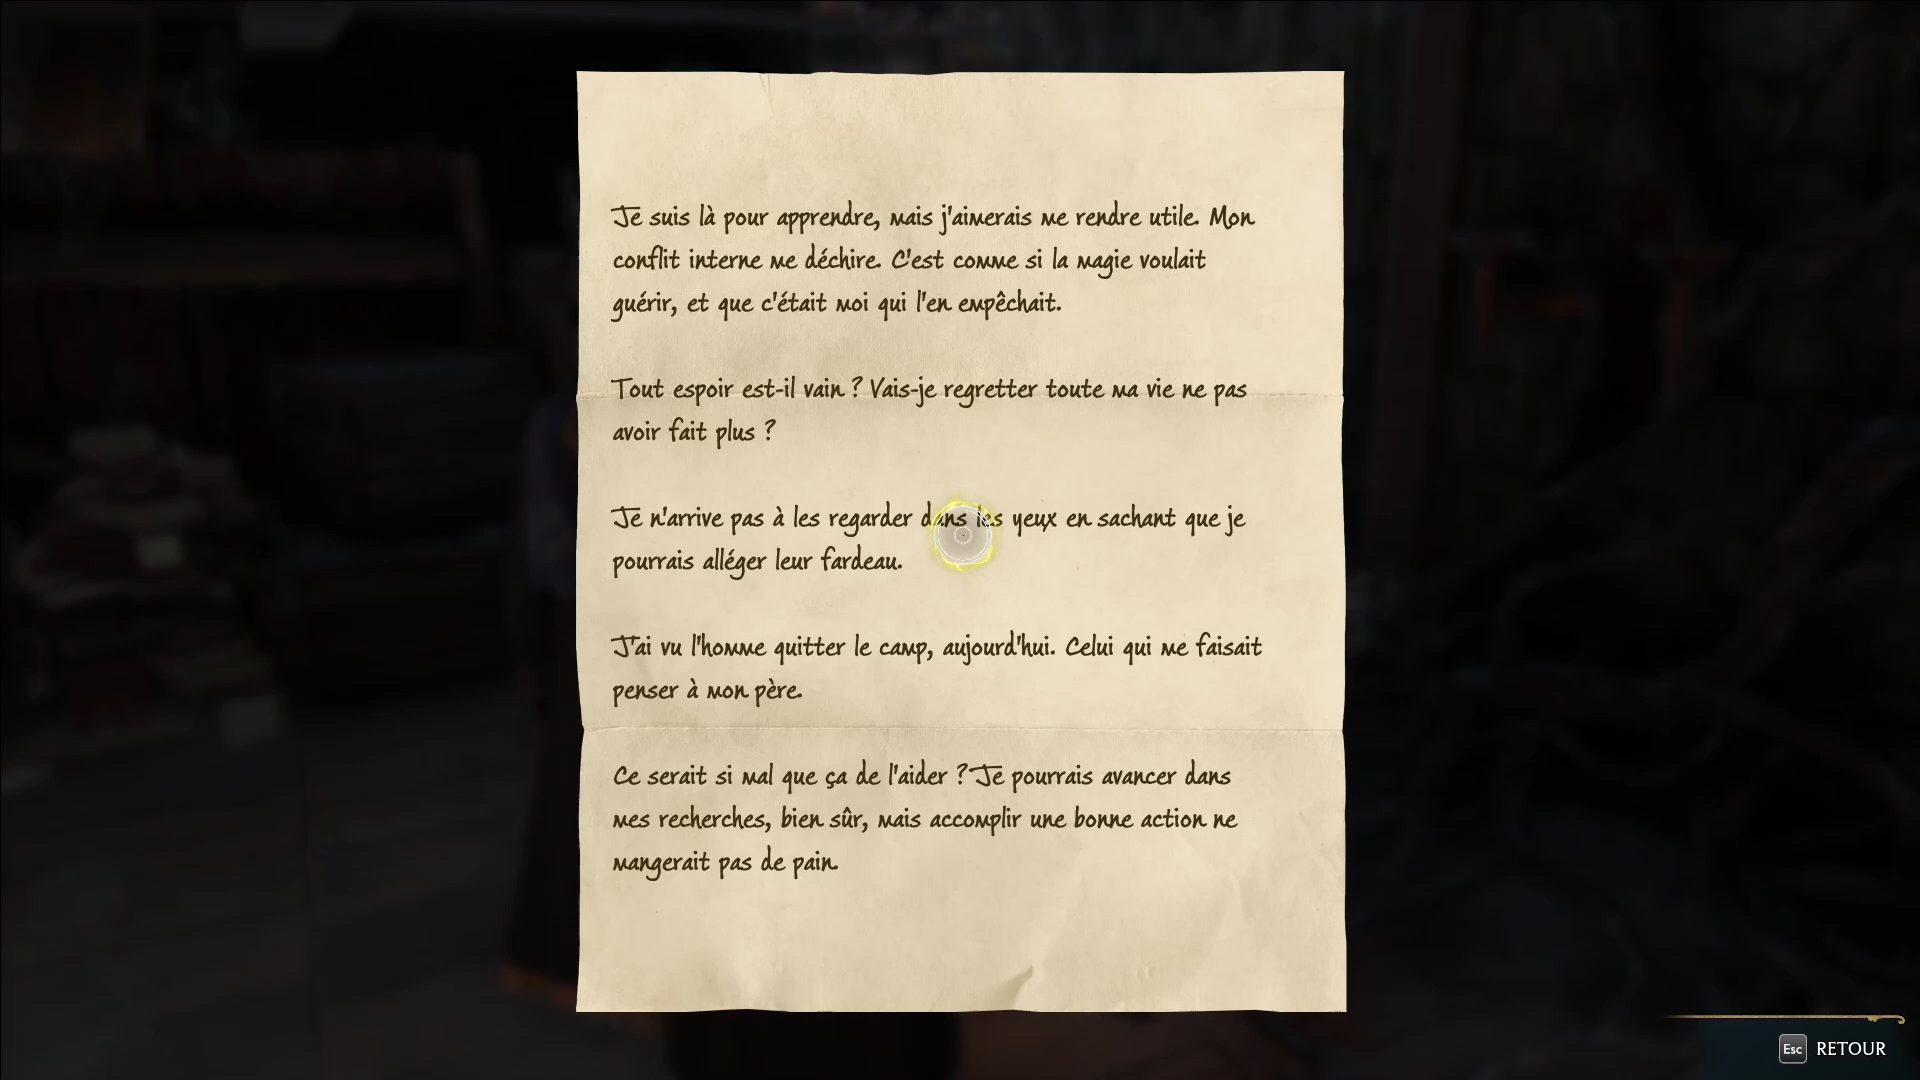 Je suis là pour apprendre, mais j'aimerais me rendre utile. Mon
conflit interne me déchire. C'est comme si la magie voulait
guérir, et que c'était moi qui l'en empêchait.
Tout espoir est-il vain ? Vais-je regretter toute ma vie ne pas
avoir fait plus ?
Je n'arrive pas à les regarder dans les yeux en sachant que je
pourrais alléger leur fardeau.
J'ai vu l'homme quitter le camp, aujourd'hui. Celui qui me faisait
penser à mon père.
Ce serait si mal que ça de l'aider ? Je pourrais avancer dans
mes recherches, bien sûr, mais accomplir une bonne action ne
mangerait pas de pain.
Esc RETOUR